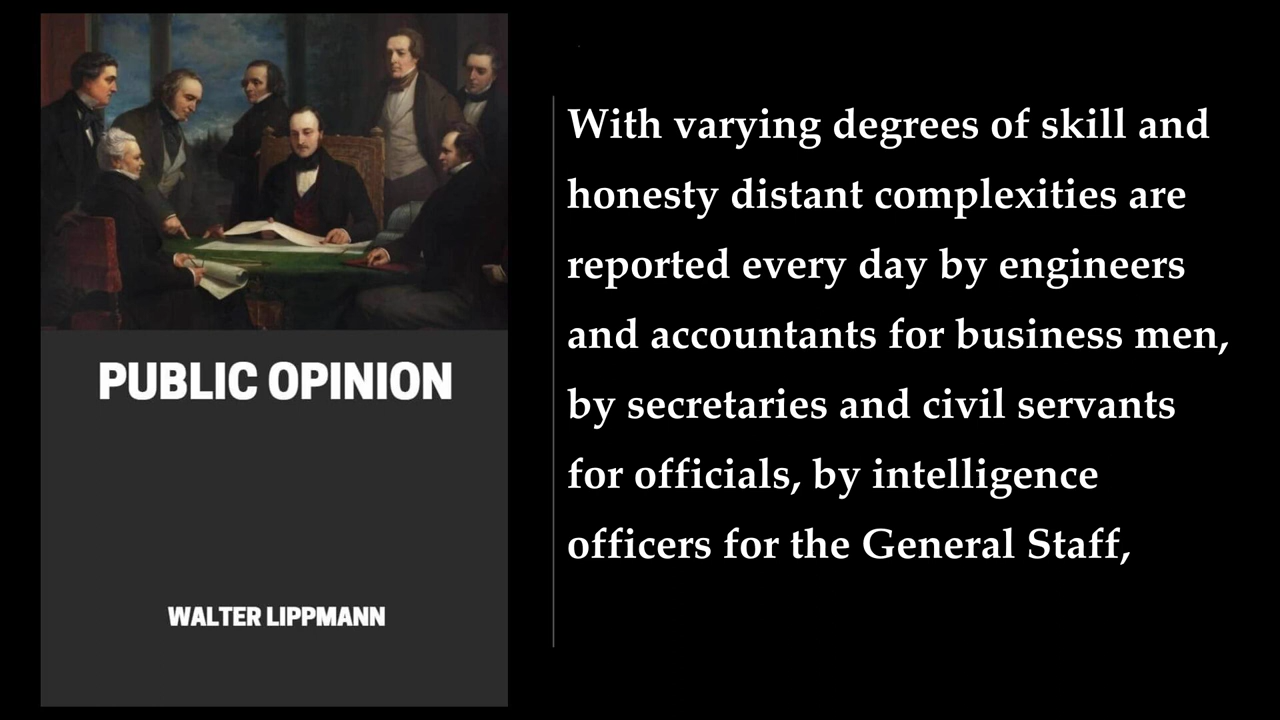 PUBLIC OPINION
WALTER LIPPMANN
With varying degrees of skill and
honesty distant complexities are
reported every day by engineers
and accountants for business men,
by secretaries and civil servants
for officials, by intelligence
officers for the General Staff,